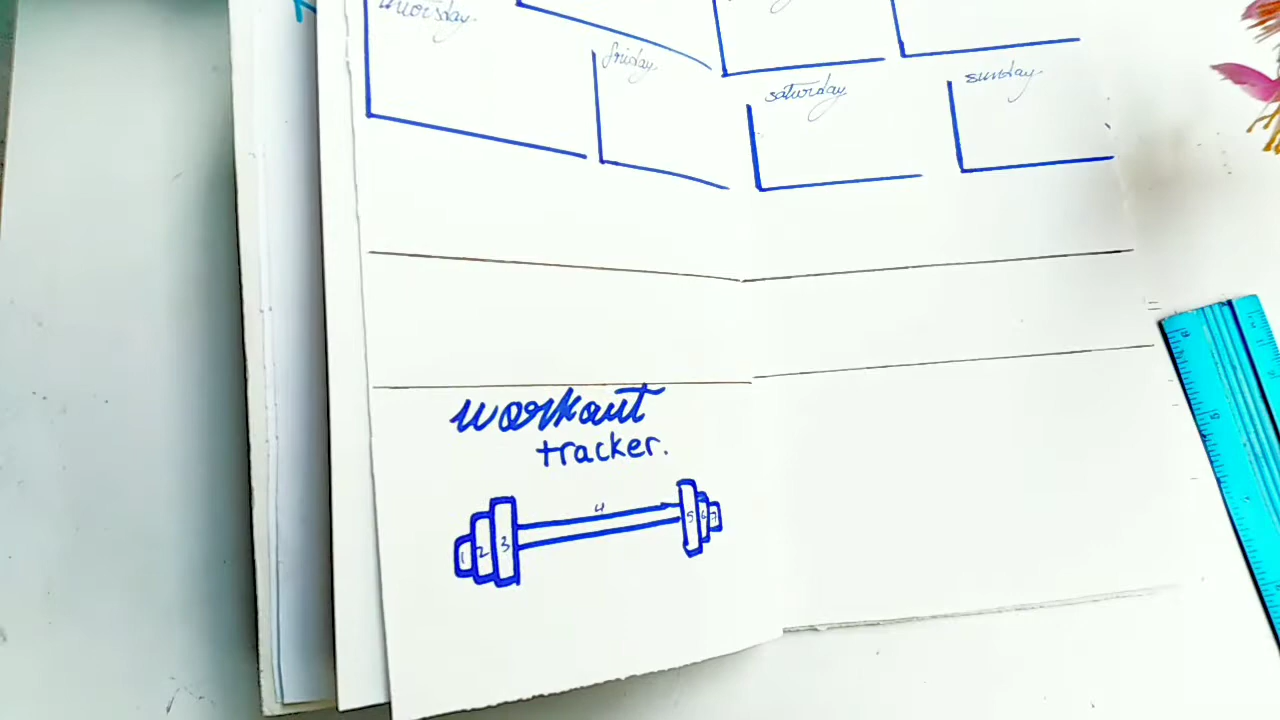 thursday.
friday.
saturday
sunday.
workout
tracker.
1 2 3 4 5 6 7